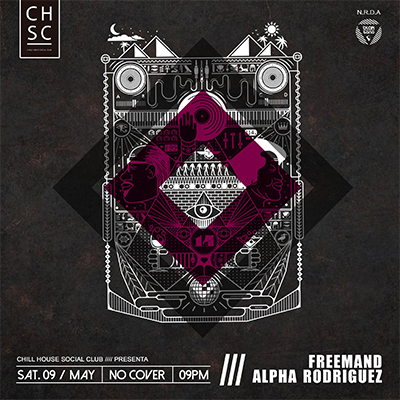 CH
SC
N.R.D.A
CHILL HOUSE SOCIAL CLUB //// PRESENTA
SAT. 09 / MAY | NO COVER | 09PM
///
FREEMAND
ALPHA RODRIGUEZ